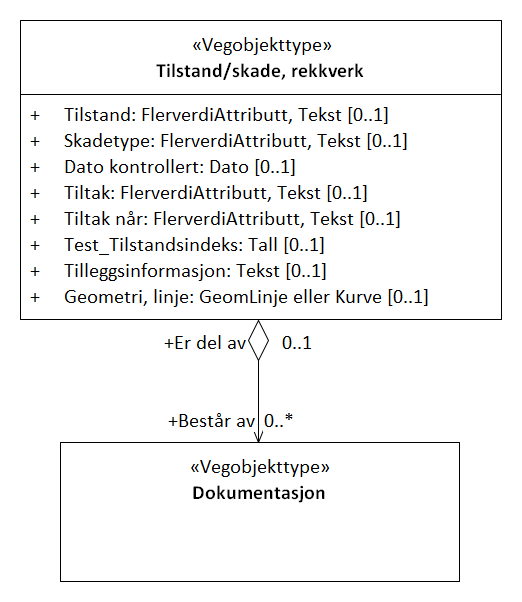 «Vegobjekttype»
Tilstand/skade, rekkverk
+ Tilstand: FlerverdiAttributt, Tekst [0..1]
+ Skadetype: FlerverdiAttributt, Tekst [0..1]
+ Dato kontrollert: Dato [0..1]
+ Tiltak: FlerverdiAttributt, Tekst [0..1]
+ Tiltak når: FlerverdiAttributt, Tekst [0..1]
+ Test_Tilstandsindeks: Tall [0..1]
+ Tilleggsinformasjon: Tekst [0..1]
+ Geometri, linje: GeomLinje eller Kurve [0..1]
+Er del av 0..1
+Består av 0..*
«Vegobjekttype»
Dokumentasjon